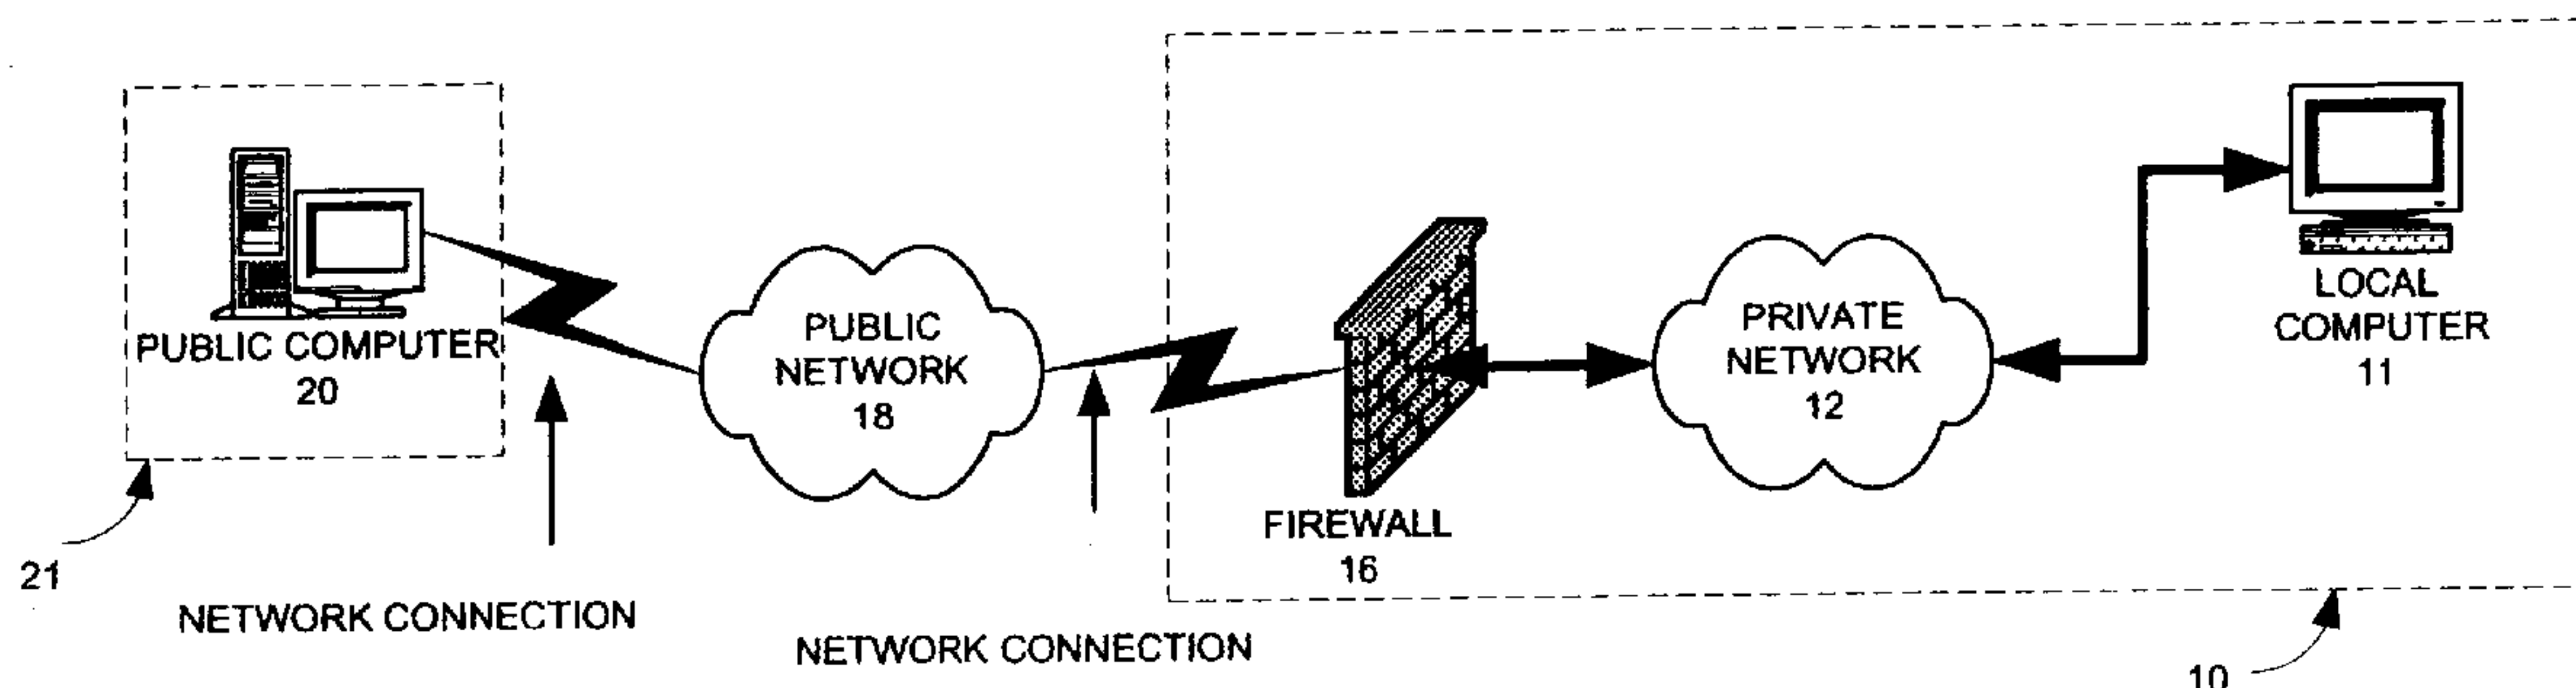 PUBLIC COMPUTER
20
PUBLIC
NETWORK
18
FIREWALL
16
PRIVATE
NETWORK
12
LOCAL
COMPUTER
11
21
NETWORK CONNECTION
NETWORK CONNECTION
10